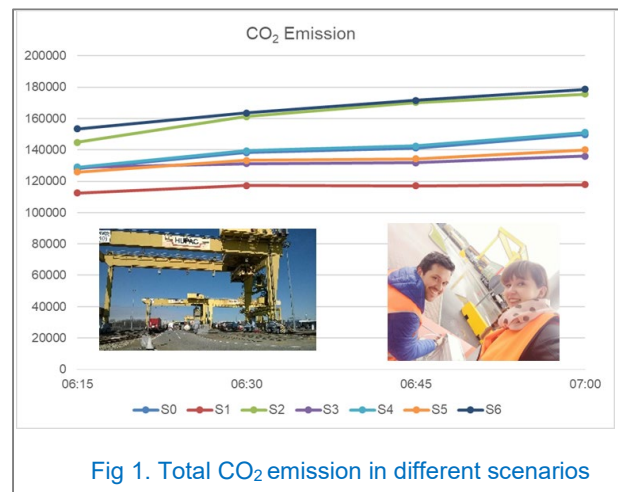 CO₂ Emission
200000
180000
160000
140000
120000
100000
80000
60000
40000
20000
0
HUPAC
06:15 06:30 06:45 07:00
S0 S1 S2 S3 S4 S5 S6
Fig 1. Total CO₂ emission in different scenarios